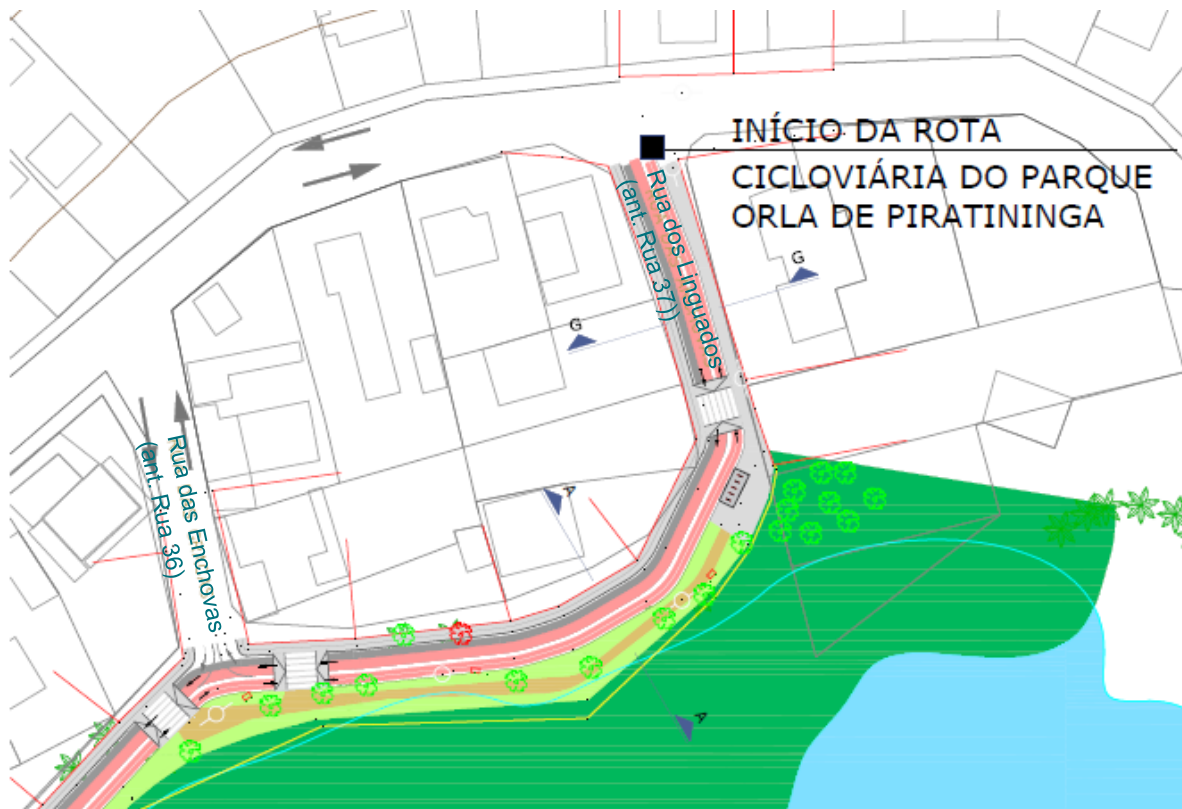 INÍCIO DA ROTA
CICLOVIÁRIA DO PARQUE
ORLA DE PIRATININGA
Rua dos Linguados
(ant. Rua 37))
G
G
Rua das Enchovas
(ant. Rua 36)
A
A